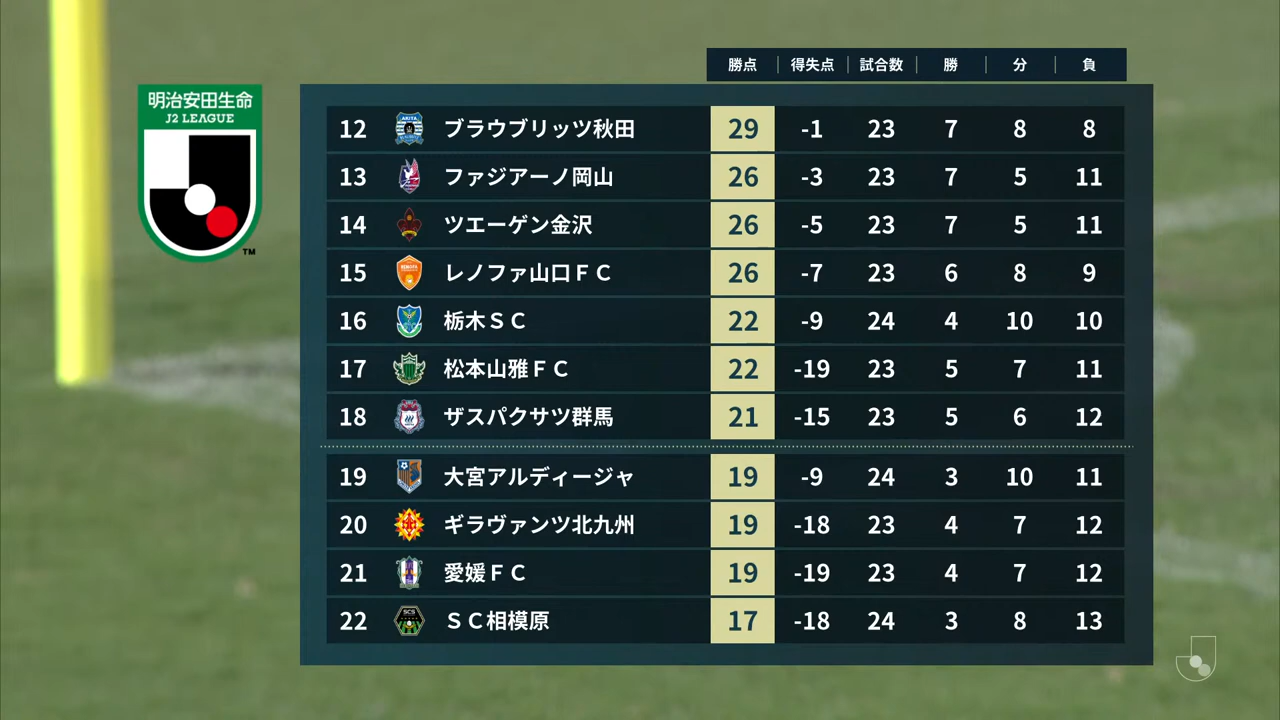 勝点 得失点 試合数 勝 分 負
明治安田生命
J2 LEAGUE
TM
12 ブラウブリッツ秋田 29 -1 23 7 8 8
13 ファジアーノ岡山 26 -3 23 7 5 11
14 ツエーゲン金沢 26 -5 23 7 5 11
15 レノファ山口ＦＣ 26 -7 23 6 8 9
16 栃木ＳＣ 22 -9 24 4 10 10
17 松本山雅ＦＣ 22 -19 23 5 7 11
18 ザスパクサツ群馬 21 -15 23 5 6 12
19 大宮アルディージャ 19 -9 24 3 10 11
20 ギラヴァンツ北九州 19 -18 23 4 7 12
21 愛媛ＦＣ 19 -19 23 4 7 12
22 ＳＣ相模原 17 -18 24 3 8 13